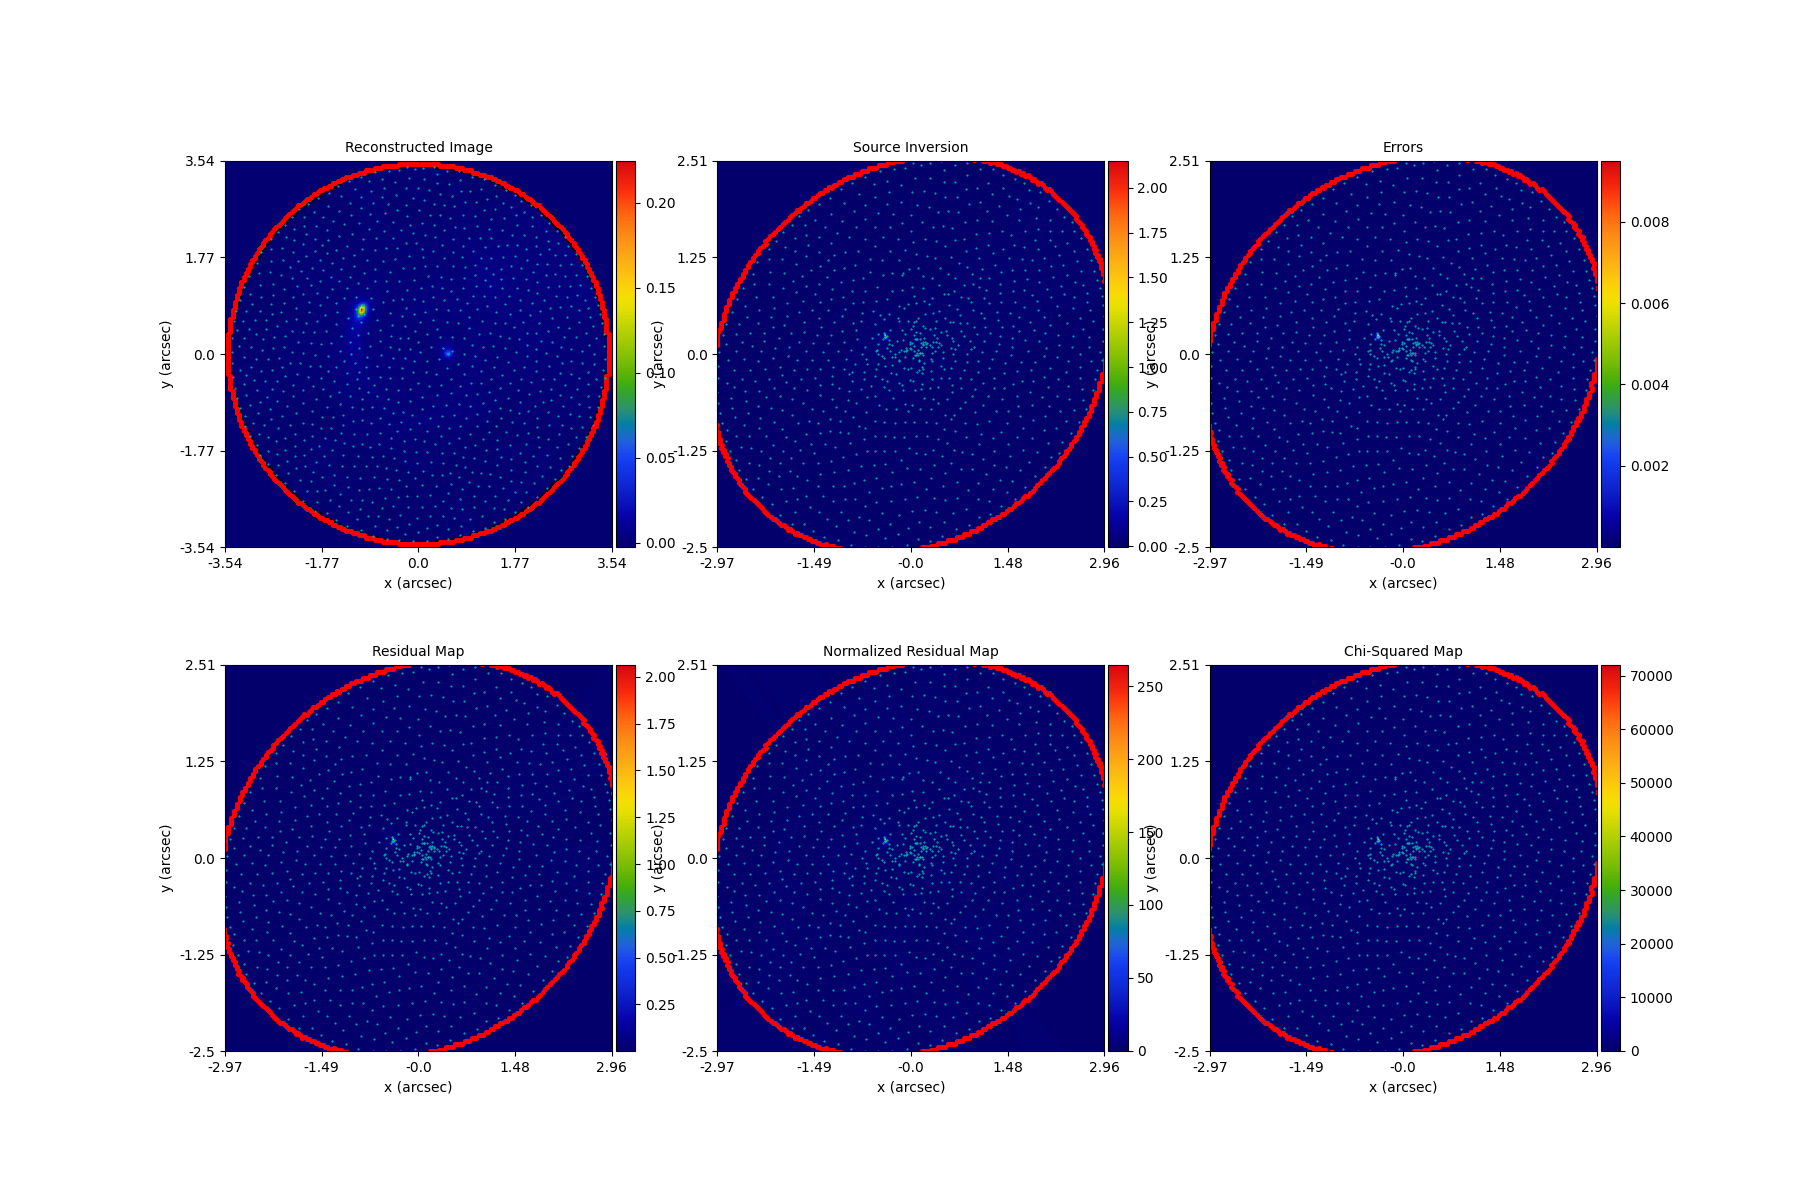 Reconstructed Image
3.54
1.77
0.0
-1.77
-3.54
y (arcsec)
-3.54 -1.77 0.0 1.77 3.54
x (arcsec)
0.20
0.15
0.10
0.05
0.00
Source Inversion
2.51
1.25
0.0
-1.25
-2.5
y (arcsec)
-2.97 -1.49 -0.0 1.48 2.96
x (arcsec)
2.00
1.75
1.50
1.25
1.00
0.75
0.50
0.25
0.00
Errors
2.51
1.25
0.0
-1.25
-2.5
y (arcsec)
-2.97 -1.49 -0.0 1.48 2.96
x (arcsec)
0.008
0.006
0.004
0.002
Residual Map
2.51
1.25
0.0
-1.25
-2.5
y (arcsec)
-2.97 -1.49 -0.0 1.48 2.96
x (arcsec)
2.00
1.75
1.50
1.25
1.00
0.75
0.50
0.25
Normalized Residual Map
2.51
1.25
0.0
-1.25
-2.5
y (arcsec)
-2.97 -1.49 -0.0 1.48 2.96
x (arcsec)
250
200
150
100
50
0
Chi-Squared Map
2.51
1.25
0.0
-1.25
-2.5
y (arcsec)
-2.97 -1.49 -0.0 1.48 2.96
x (arcsec)
70000
60000
50000
40000
30000
20000
10000
0